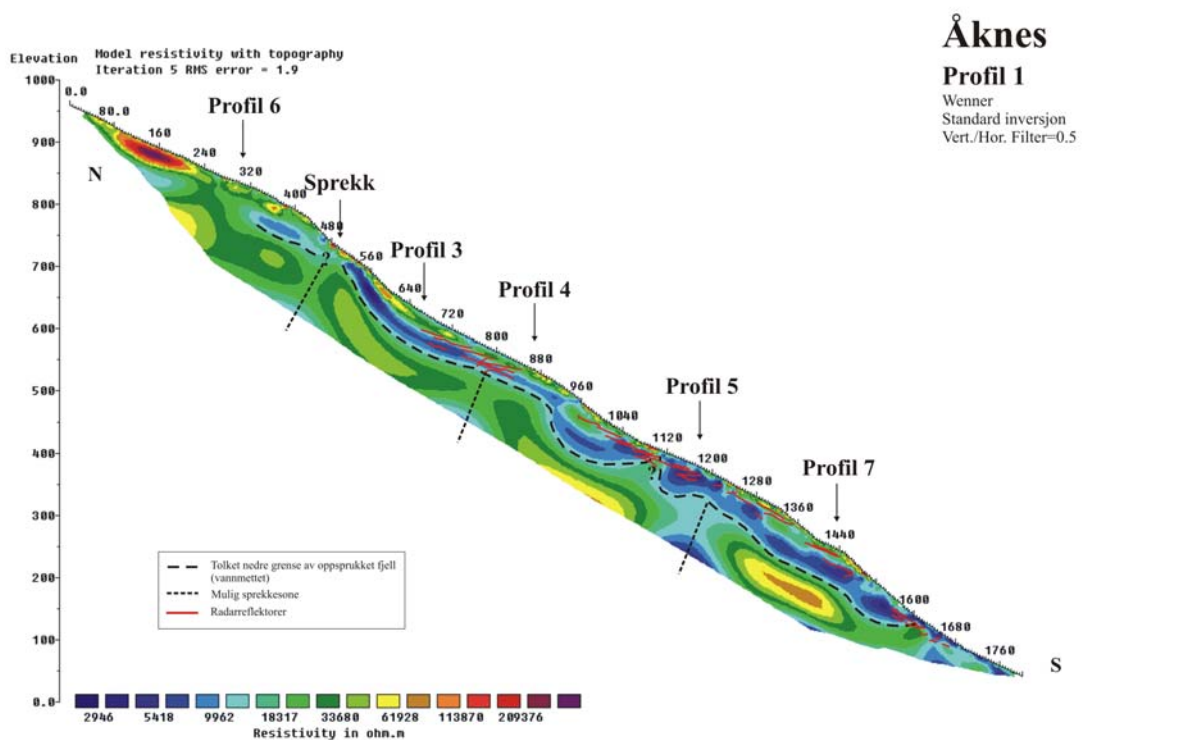 Åknes
Profil 1
Wenner
Standard inversjon
Vert./Hor. Filter=0.5
Elevation
Model resistivity with topography
Iteration 5 RMS error = 1.9
1000
900
800
700
600
500
400
300
200
100
0.0
0.0
80.0
160
240
320
400
480
560
640
720
800
880
960
1040
1120
1200
1280
1360
1440
1600
1680
1760
N
Profil 6
Sprekk
Profil 3
Profil 4
Profil 5
Profil 7
?
?
S
Tolket nedre grense av oppsprukket fjell
(vannmettet)
Mulig sprekkesone
Radarreflektorer
2946 5418 9962 18317 33680 61928 113870 209376
Resistivity in ohm.m